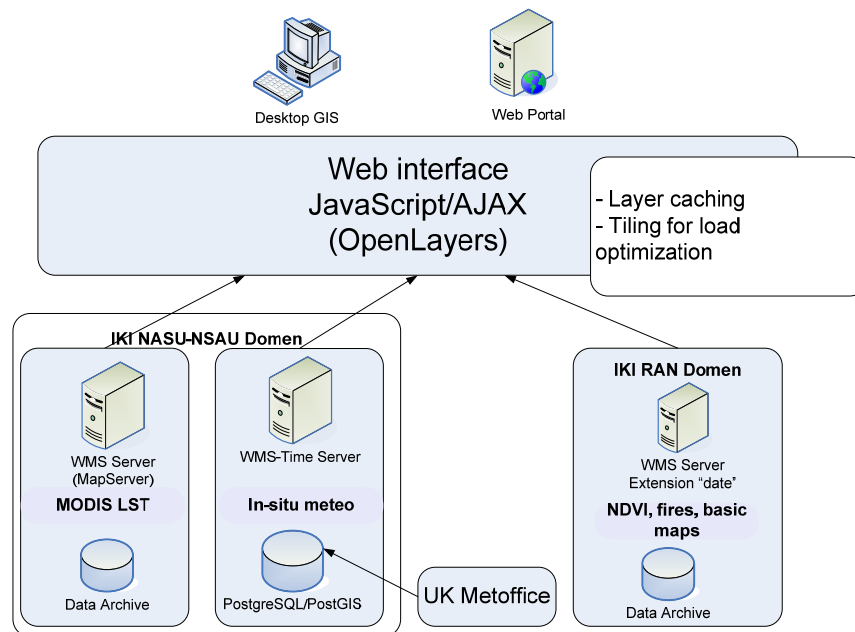 Desktop GIS
Web Portal
Web interface
JavaScript/AJAX
(OpenLayers)
- Layer caching
- Tiling for load
optimization
IKI NASU-NSAU Domen
WMS Server
(MapServer)
MODIS LST
Data Archive
WMS-Time Server
In-situ meteo
PostgreSQL/PostGIS
UK Metoffice
IKI RAN Domen
WMS Server
Extension “date”
NDVI, fires, basic
maps
Data Archive